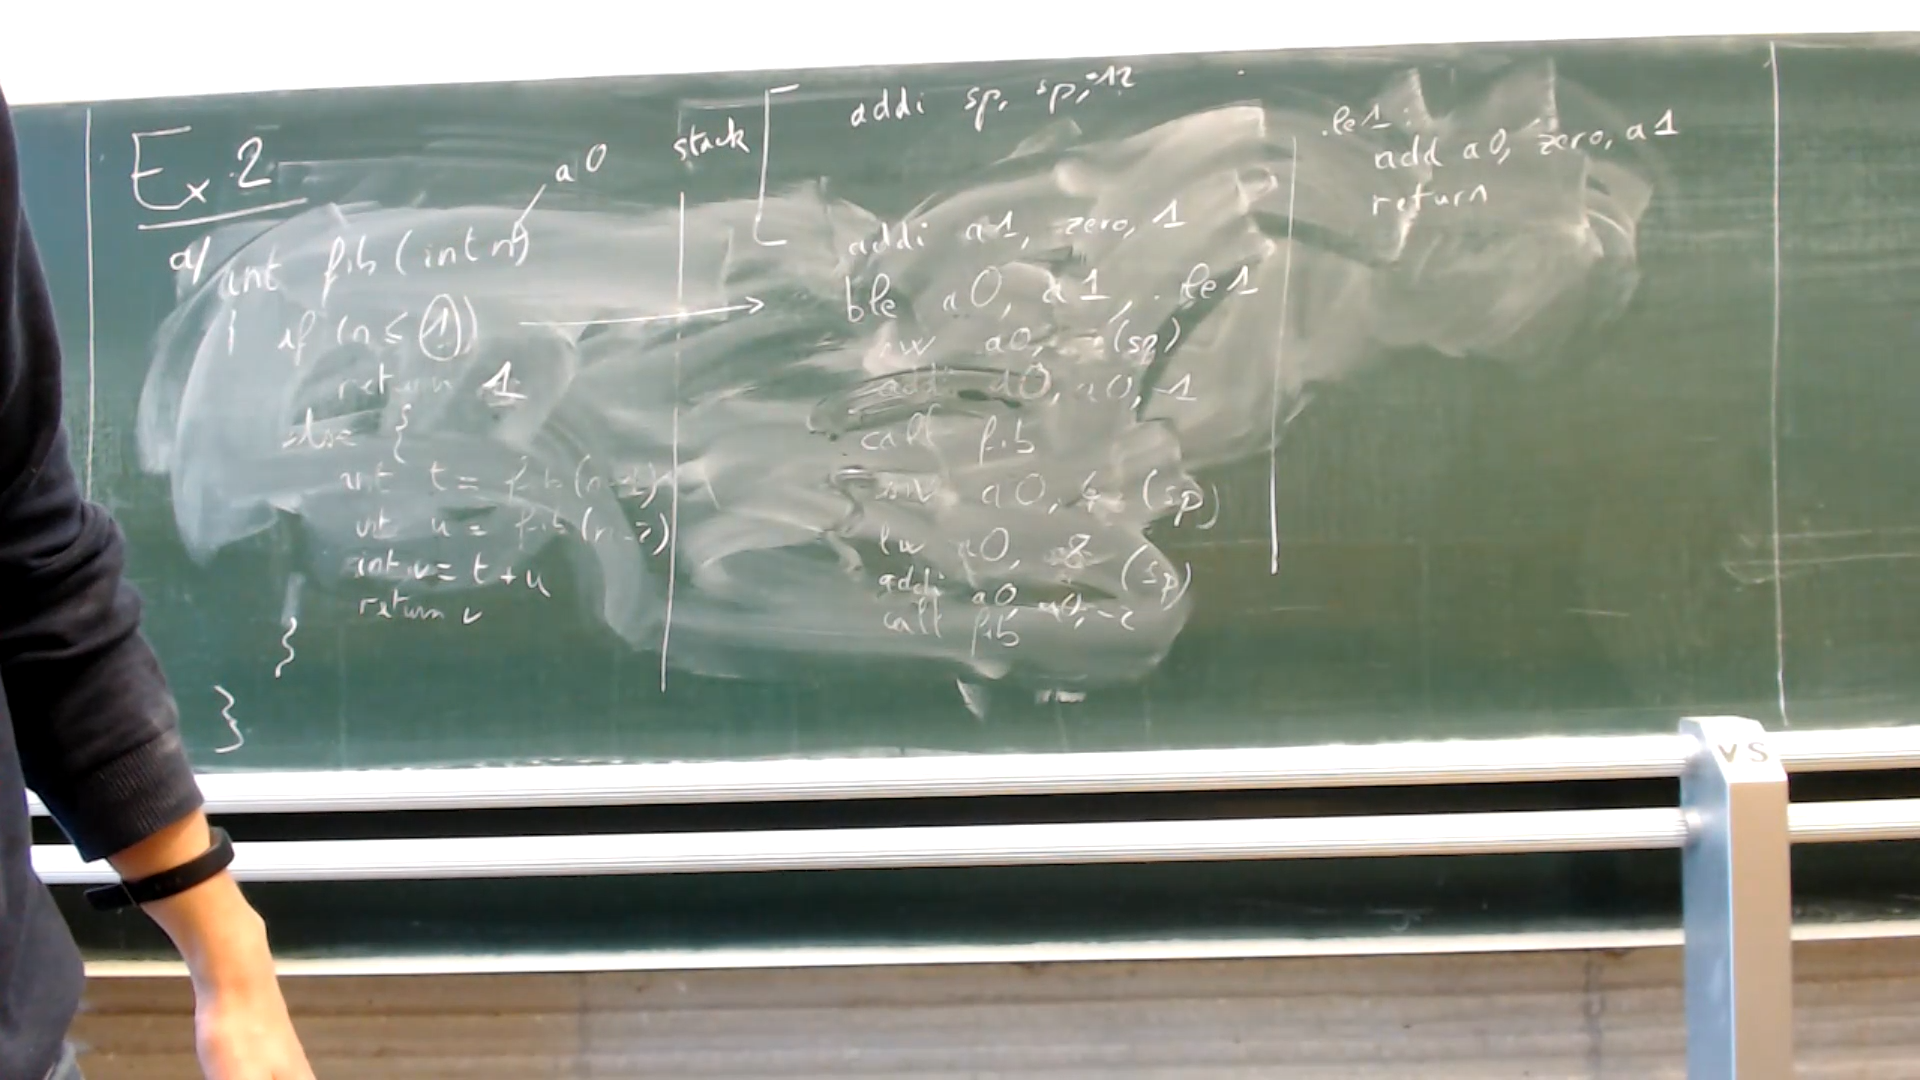 Ex 2
a0
a/ int fib (int n)
{ if (n ≤ 1)
return 1
else {
int t = fib(n-1)
int u = fib(n-2)
int v = t + u
return v
}
}
stack
addi sp, sp, -12
addi a1, zero, 1
ble a0, a1, .le1
a0, (sp)
addi a0, a0, -1
call fib
sw a0, 4 (sp)
lw a0, 8 (sp)
addi a0, a0, -2
call fib
.le1:
add a0, zero, a1
return
VS